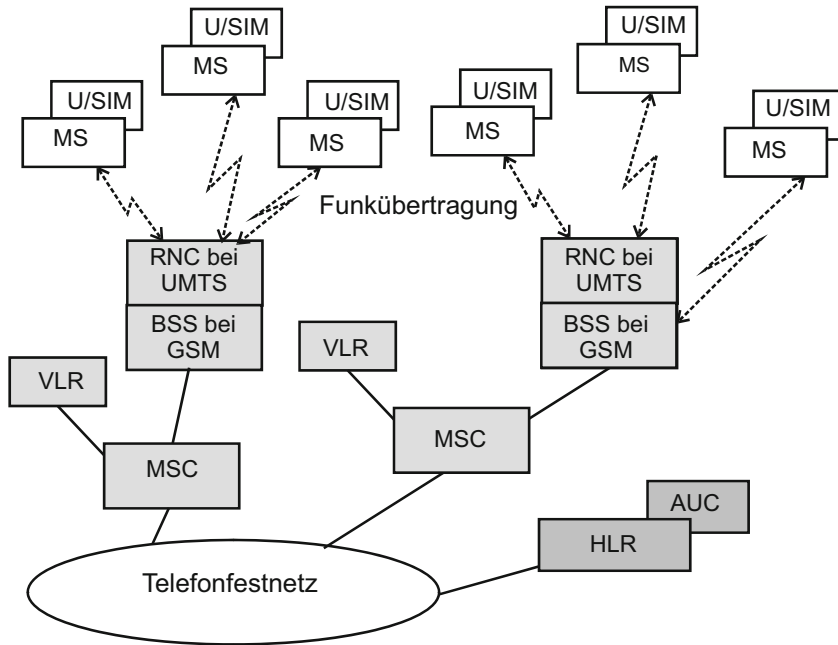 U/SIM
MS
U/SIM
MS
U/SIM
MS
U/SIM
MS
U/SIM
MS
U/SIM
MS
Funkübertragung
RNC bei
UMTS
BSS bei
GSM
RNC bei
UMTS
BSS bei
GSM
VLR
VLR
MSC
MSC
AUC
HLR
Telefonfestnetz